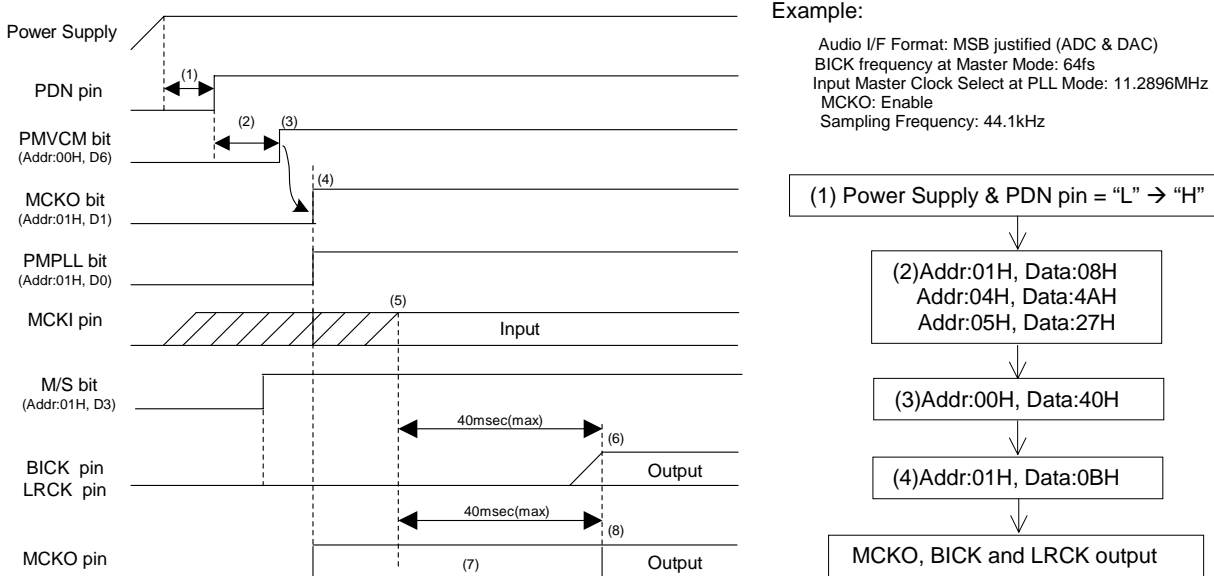 Power Supply
(1)
PDN pin
(2)
(3)
PMVCM bit
(Addr:00H, D6)
(4)
MCKO bit
(Addr:01H, D1)
PMPLL bit
(Addr:01H, D0)
(5)
MCKI pin
Input
M/S bit
(Addr:01H, D3)
40msec(max)
(6)
BICK pin
LRCK pin
Output
40msec(max)
(8)
MCKO pin
(7)
Output
Example:
Audio I/F Format: MSB justified (ADC & DAC)
BICK frequency at Master Mode: 64fs
Input Master Clock Select at PLL Mode: 11.2896MHz
MCKO: Enable
Sampling Frequency: 44.1kHz
(1) Power Supply & PDN pin = “L” → “H”
(2)Addr:01H, Data:08H
Addr:04H, Data:4AH
Addr:05H, Data:27H
(3)Addr:00H, Data:40H
(4)Addr:01H, Data:0BH
MCKO, BICK and LRCK output